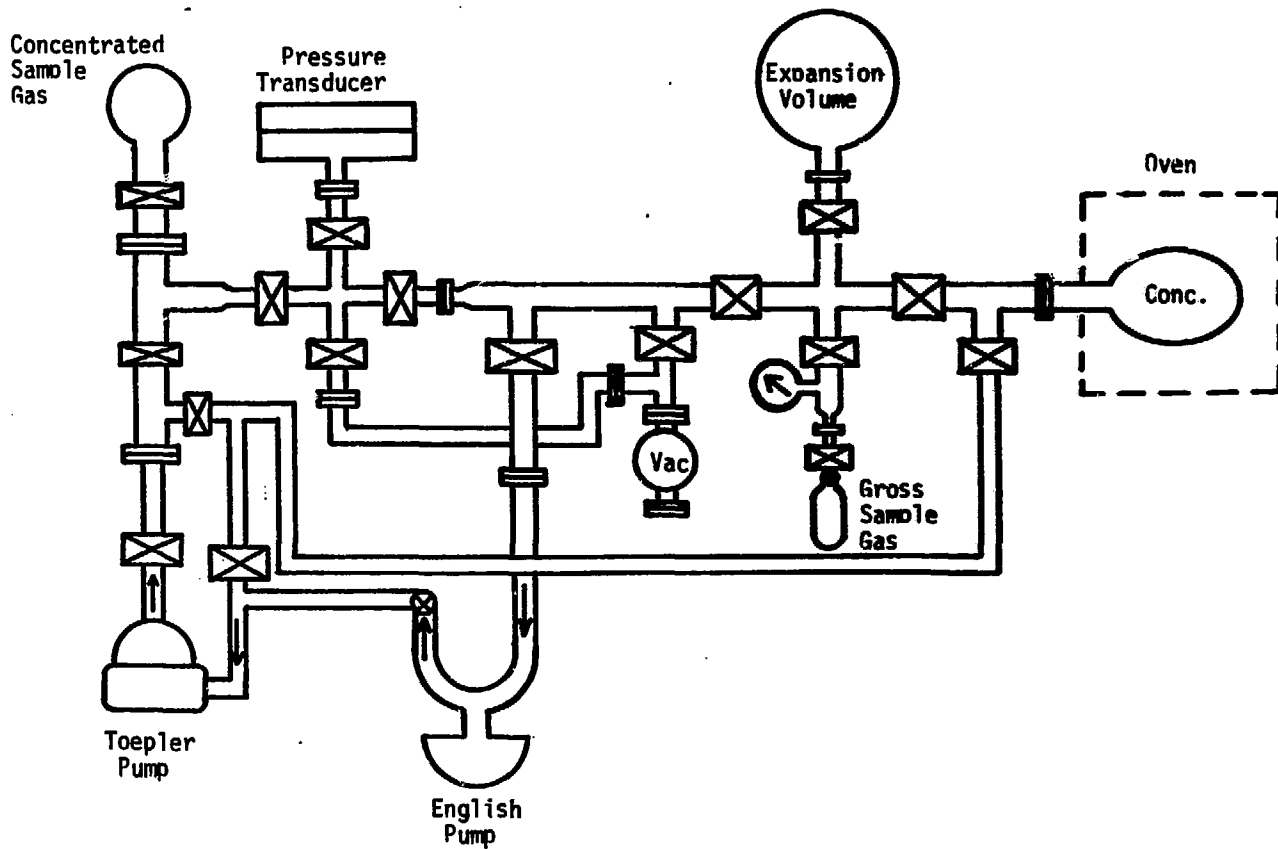 Concentrated
Sample
Gas
Pressure
Transducer
Expansion
Volume
Oven
Conc.
Vac
Gross
Sample
Gas
Toepler
Pump
English
Pump